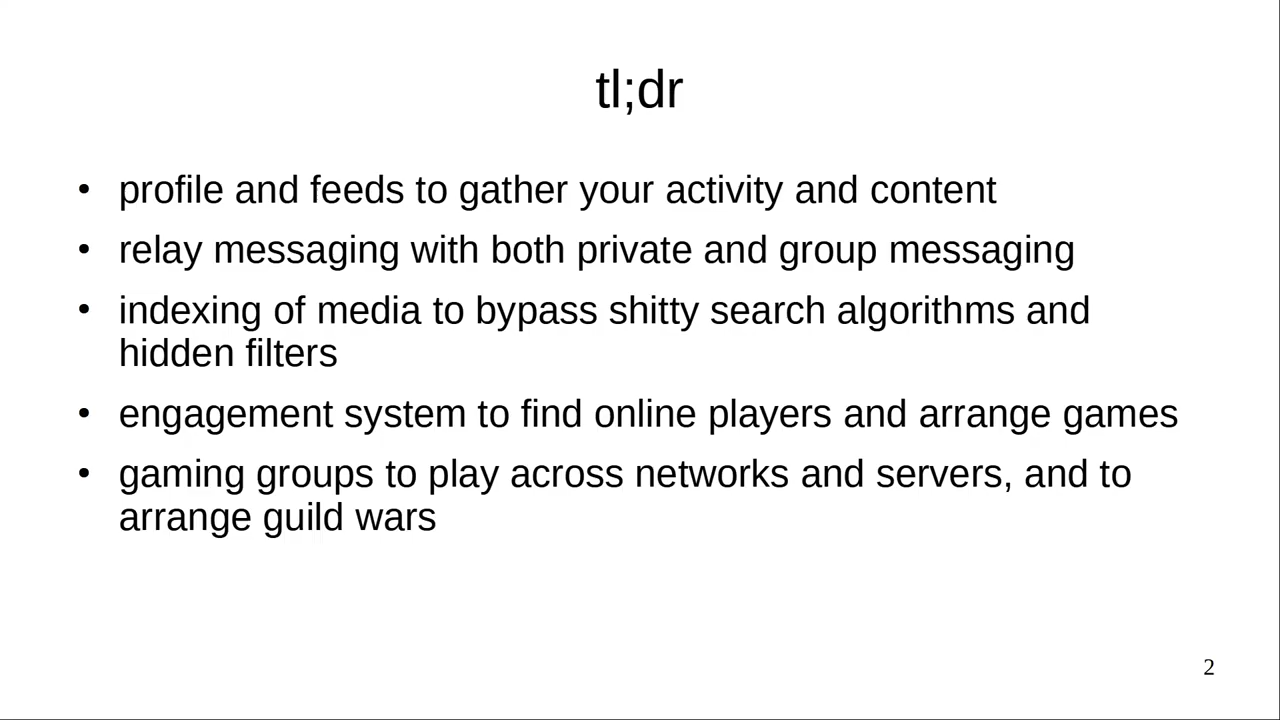 tl;dr
• profile and feeds to gather your activity and content
• relay messaging with both private and group messaging
• indexing of media to bypass shitty search algorithms and
hidden filters
• engagement system to find online players and arrange games
• gaming groups to play across networks and servers, and to
arrange guild wars
2